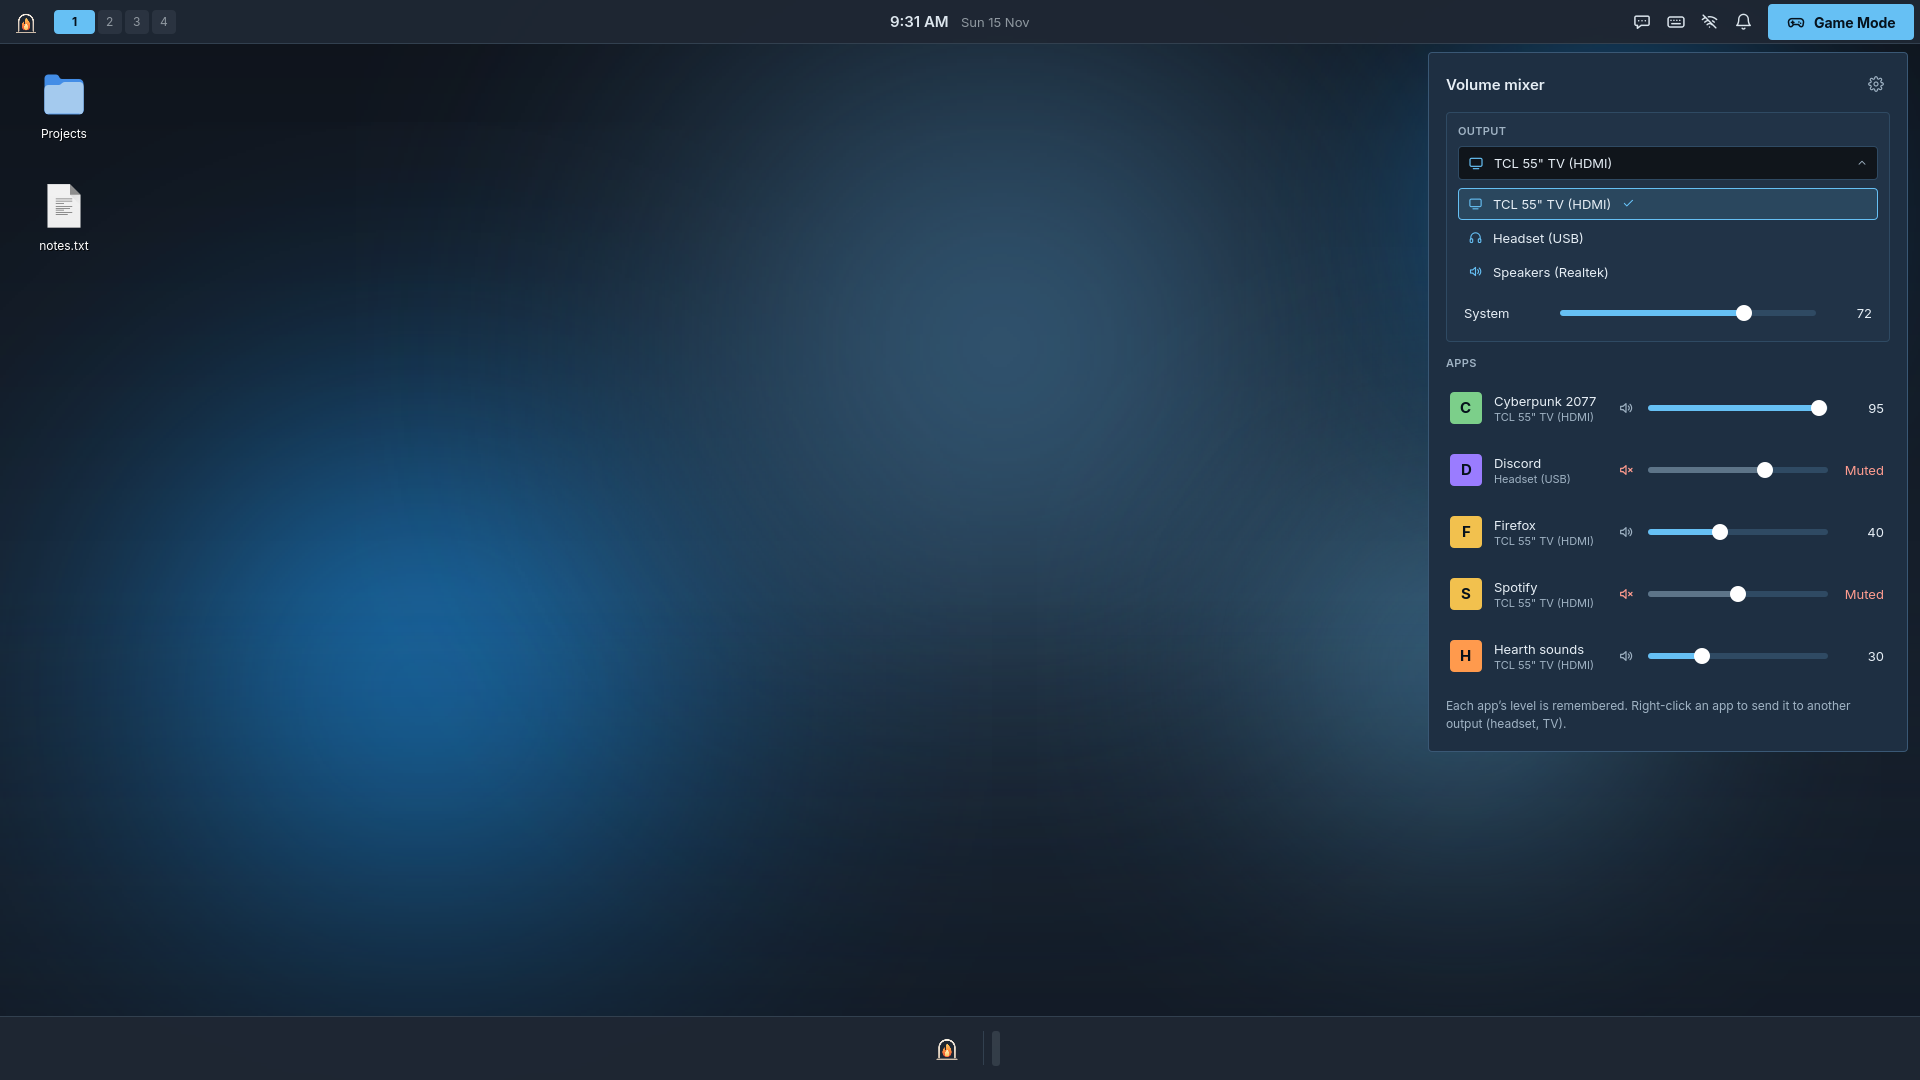 1 2 3 4
9:31 AM Sun 15 Nov
Game Mode
Projects
notes.txt
Volume mixer
OUTPUT
TCL 55" TV (HDMI)
TCL 55" TV (HDMI)
Headset (USB)
Speakers (Realtek)
System 72
APPS
C Cyberpunk 2077 95
TCL 55" TV (HDMI)
D Discord Muted
Headset (USB)
F Firefox 40
TCL 55" TV (HDMI)
S Spotify Muted
TCL 55" TV (HDMI)
H Hearth sounds 30
TCL 55" TV (HDMI)
Each app's level is remembered. Right-click an app to send it to another
output (headset, TV).